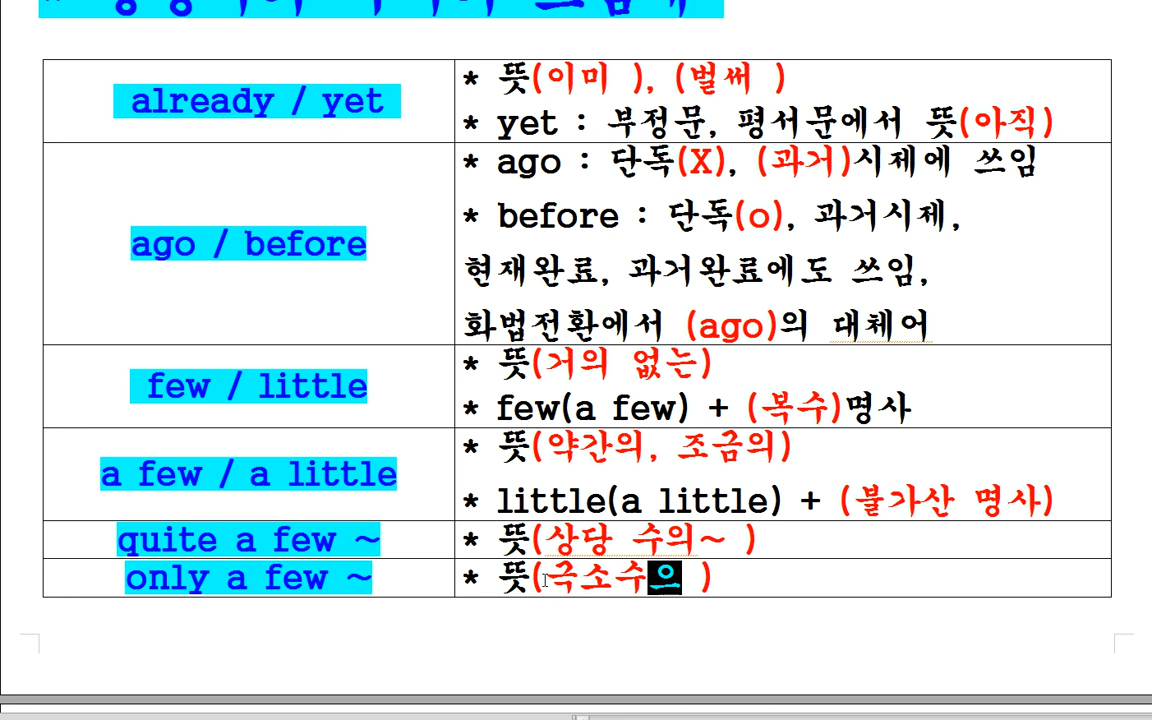 already / yet
* 뜻(이미 ), (벌써 )
* yet : 부정문, 평서문에서 뜻(아직)
ago / before
* ago : 단독(X), (과거)시제에 쓰임
* before : 단독(o), 과거시제,
현재완료, 과거완료에도 쓰임,
화법전환에서 (ago)의 대체어
few / little
* 뜻(거의 없는)
* few(a few) + (복수)명사
a few / a little
* 뜻(약간의, 조금의)
* little(a little) + (불가산 명사)
quite a few ~
* 뜻(상당 수의~ )
only a few ~
* 뜻(극소수으 )